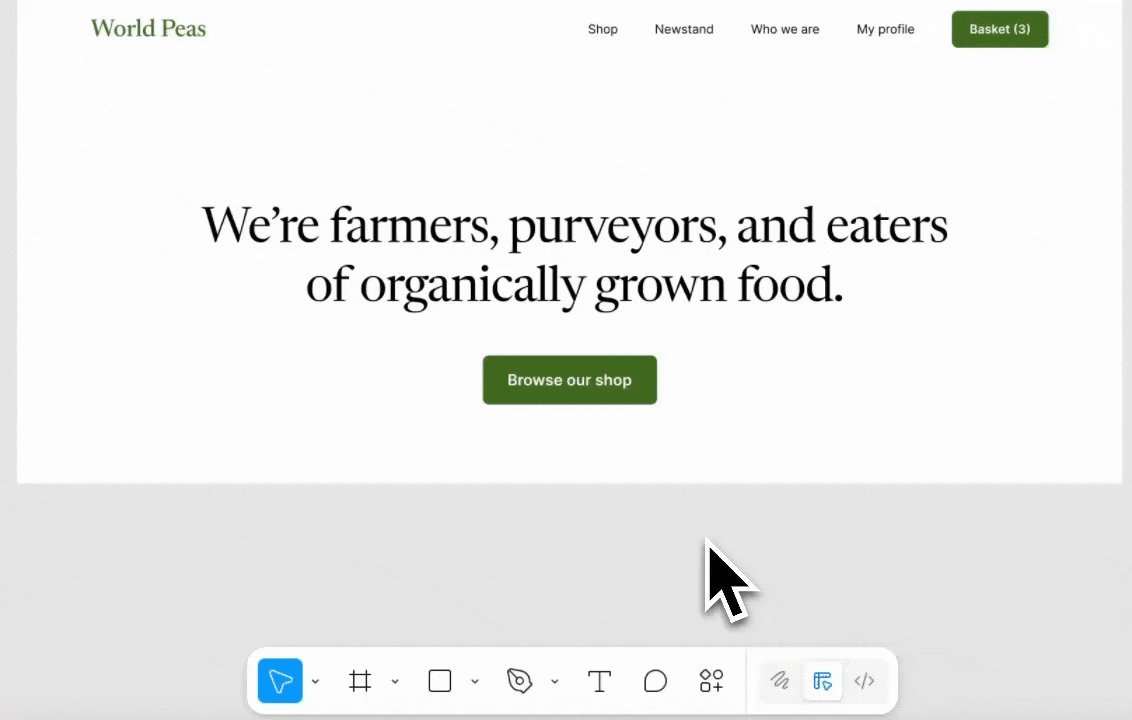 World Peas
Shop Newstand Who we are My profile Basket (3)
We’re farmers, purveyors, and eaters
of organically grown food.
Browse our shop